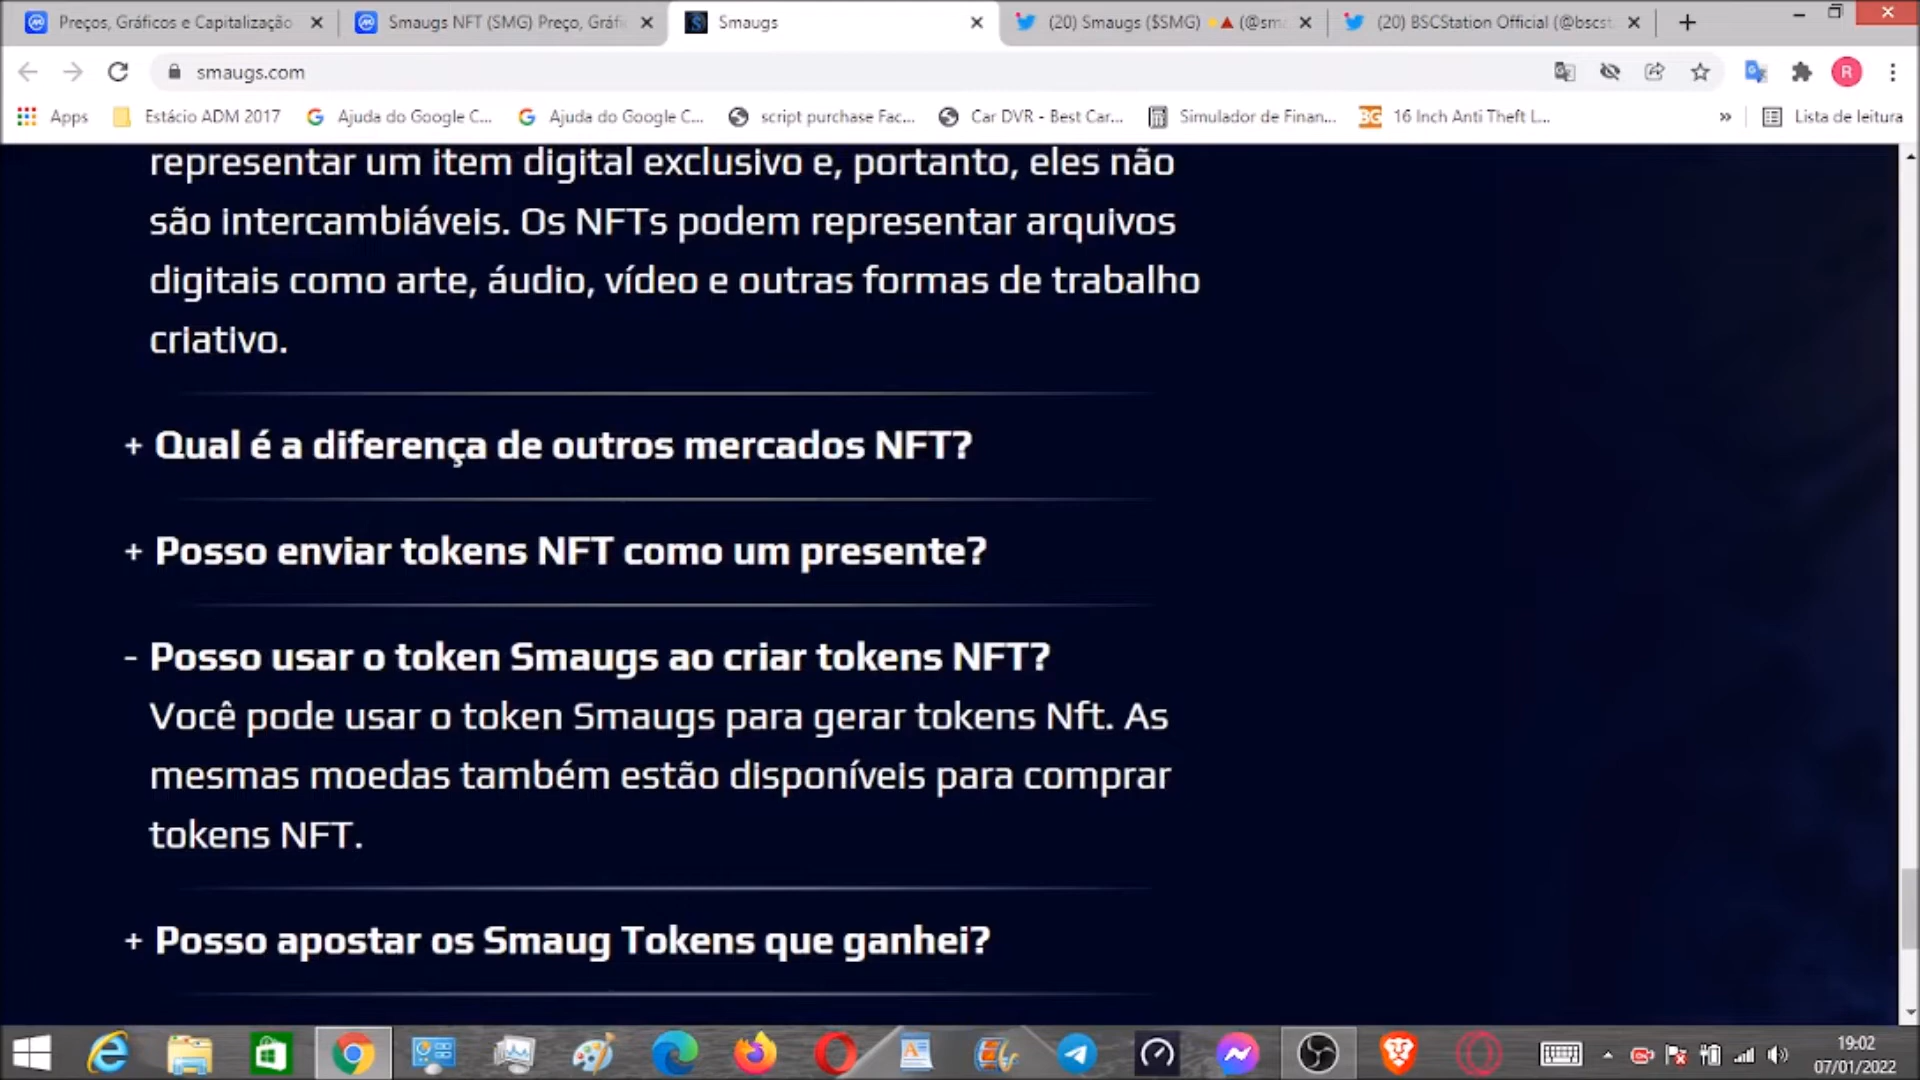 Preços, Gráficos e Capitalização
Smaugs NFT (SMG) Preço, Gráfi
Smaugs
(20) Smaugs ($SMG) (@sma
(20) BSCStation Official (@bscst
smaugs.com
R
Apps
Estácio ADM 2017
Ajuda do Google C...
Ajuda do Google C...
script purchase Fac...
Car DVR - Best Car...
Simulador de Finan...
16 Inch Anti Theft L...
»
Lista de leitura
representar um item digital exclusivo e, portanto, eles não
são intercambiáveis. Os NFTs podem representar arquivos
digitais como arte, áudio, vídeo e outras formas de trabalho
criativo.
+ Qual é a diferença de outros mercados NFT?
+ Posso enviar tokens NFT como um presente?
- Posso usar o token Smaugs ao criar tokens NFT?
Você pode usar o token Smaugs para gerar tokens Nft. As
mesmas moedas também estão disponíveis para comprar
tokens NFT.
+ Posso apostar os Smaug Tokens que ganhei?
19:02
07/01/2022